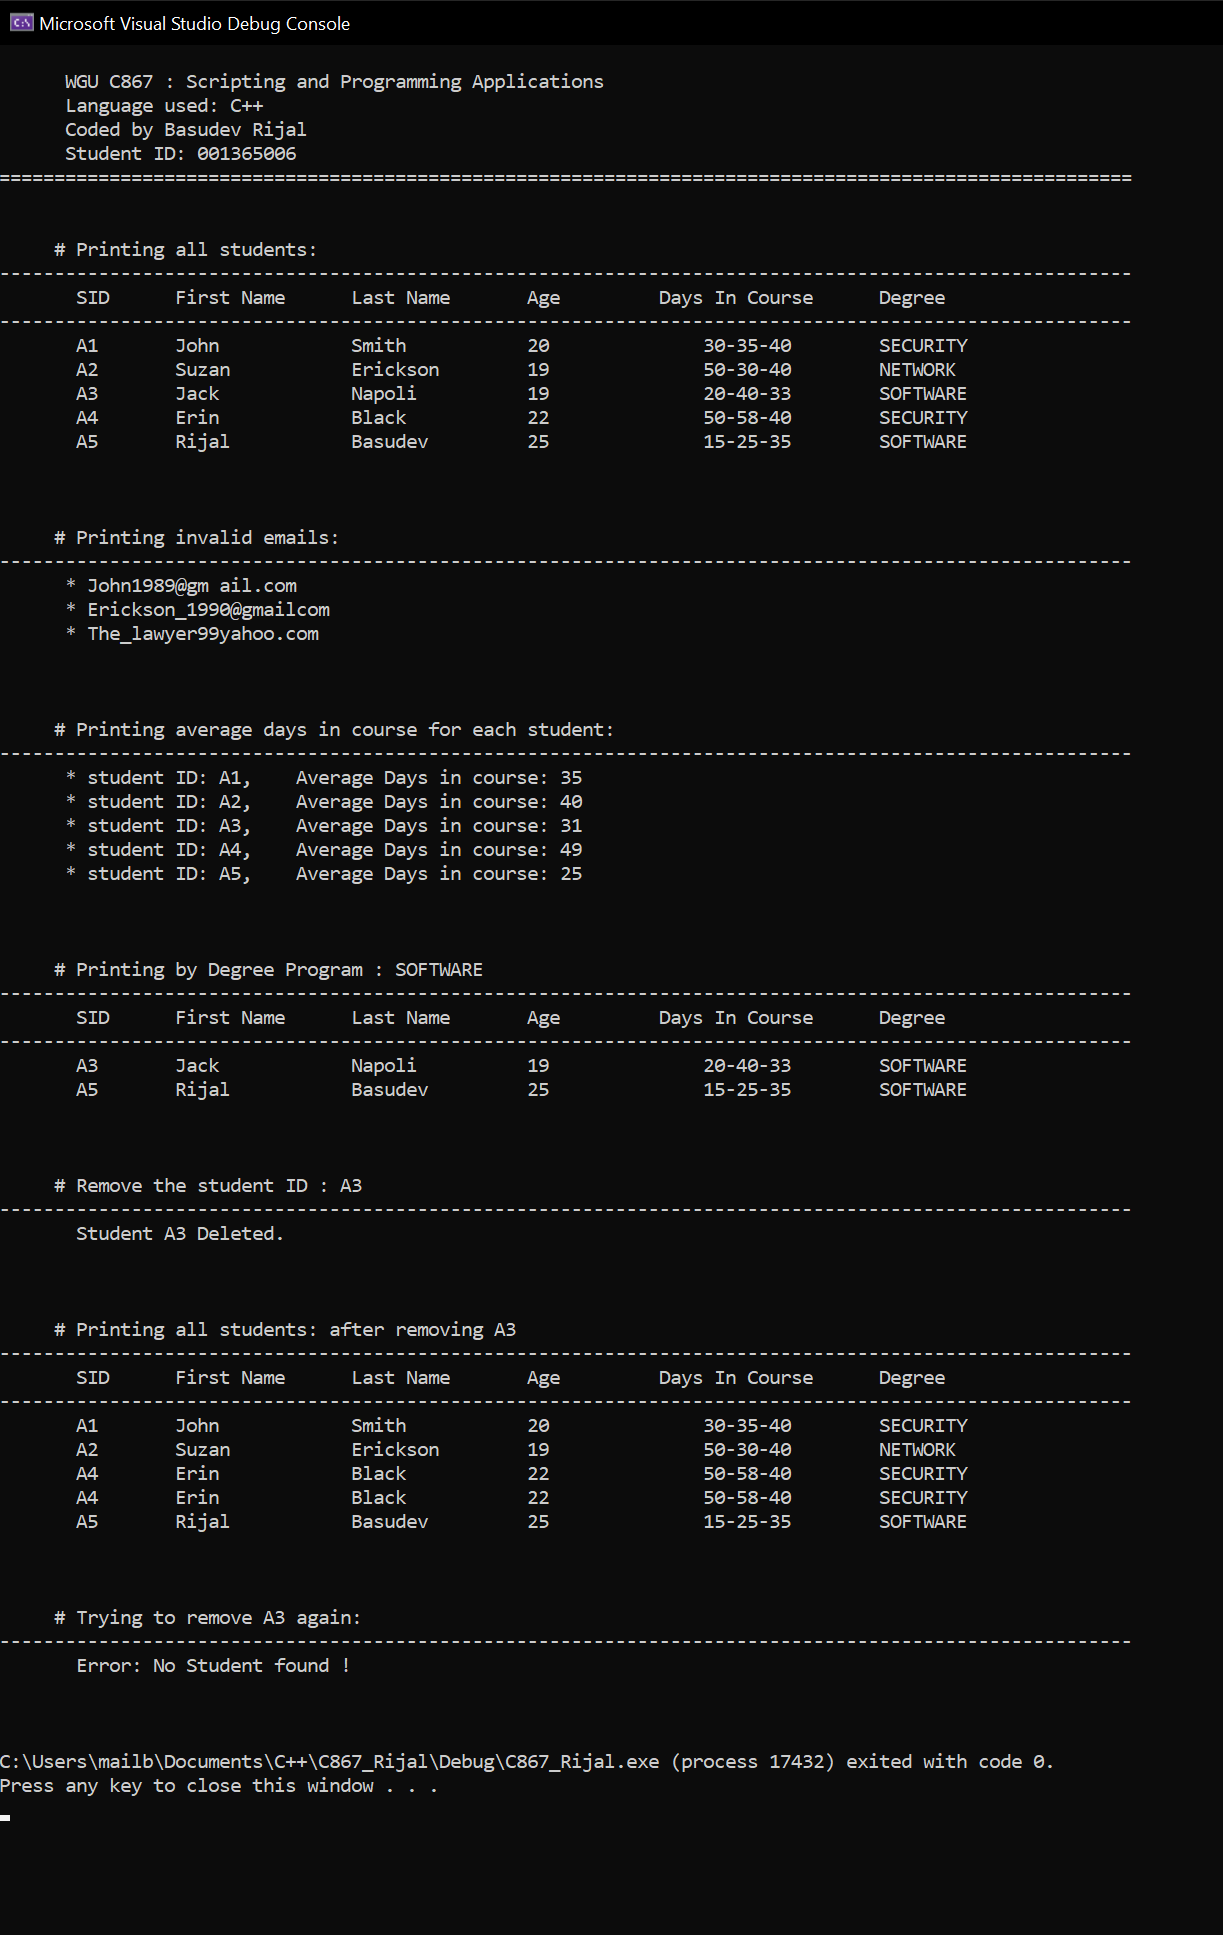 Microsoft Visual Studio Debug Console
WGU C867 : Scripting and Programming Applications
Language used: C++
Coded by Basudev Rijal
Student ID: 001365006
=======================================================================================================
# Printing all students:
-------------------------------------------------------------------------------------------------------
SID First Name Last Name Age Days In Course Degree
-------------------------------------------------------------------------------------------------------
A1 John Smith 20 30-35-40 SECURITY
A2 Suzan Erickson 19 50-30-40 NETWORK
A3 Jack Napoli 19 20-40-33 SOFTWARE
A4 Erin Black 22 50-58-40 SECURITY
A5 Rijal Basudev 25 15-25-35 SOFTWARE
# Printing invalid emails:
-------------------------------------------------------------------------------------------------------
* John1989@gm ail.com
* Erickson_1990@gmailcom
* The_lawyer99yahoo.com
# Printing average days in course for each student:
-------------------------------------------------------------------------------------------------------
* student ID: A1, Average Days in course: 35
* student ID: A2, Average Days in course: 40
* student ID: A3, Average Days in course: 31
* student ID: A4, Average Days in course: 49
* student ID: A5, Average Days in course: 25
# Printing by Degree Program : SOFTWARE
-------------------------------------------------------------------------------------------------------
SID First Name Last Name Age Days In Course Degree
-------------------------------------------------------------------------------------------------------
A3 Jack Napoli 19 20-40-33 SOFTWARE
A5 Rijal Basudev 25 15-25-35 SOFTWARE
# Remove the student ID : A3
-------------------------------------------------------------------------------------------------------
Student A3 Deleted.
# Printing all students: after removing A3
-------------------------------------------------------------------------------------------------------
SID First Name Last Name Age Days In Course Degree
-------------------------------------------------------------------------------------------------------
A1 John Smith 20 30-35-40 SECURITY
A2 Suzan Erickson 19 50-30-40 NETWORK
A4 Erin Black 22 50-58-40 SECURITY
A4 Erin Black 22 50-58-40 SECURITY
A5 Rijal Basudev 25 15-25-35 SOFTWARE
# Trying to remove A3 again:
-------------------------------------------------------------------------------------------------------
Error: No Student found !
C:\Users\mailb\Documents\C++\C867_Rijal\Debug\C867_Rijal.exe (process 17432) exited with code 0.
Press any key to close this window . . .